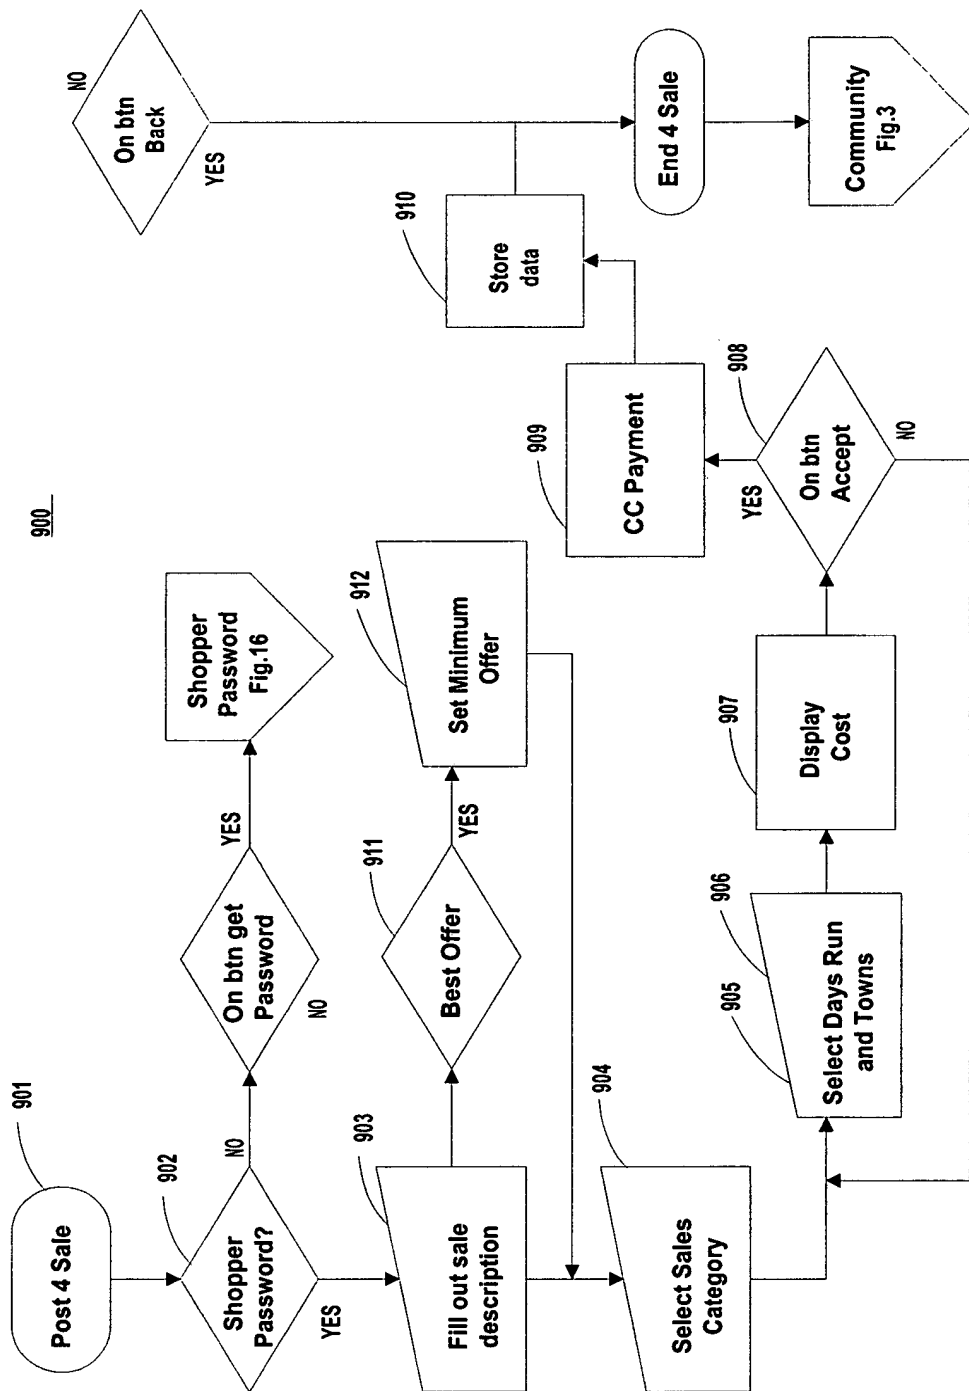 900
901
Post 4 Sale
902
Shopper
Password?
NO
YES
On btn get
Password
YES
NO
Shopper
Password
Fig.16
903
Fill out sale
description
911
Best Offer
YES
912
Set Minimum
Offer
904
Select Sales
Category
905
906
Select Days Run
and Towns
907
Display
Cost
908
On btn
Accept
YES
NO
909
CC Payment
910
Store
data
On btn
Back
NO
YES
End 4 Sale
Community
Fig.3